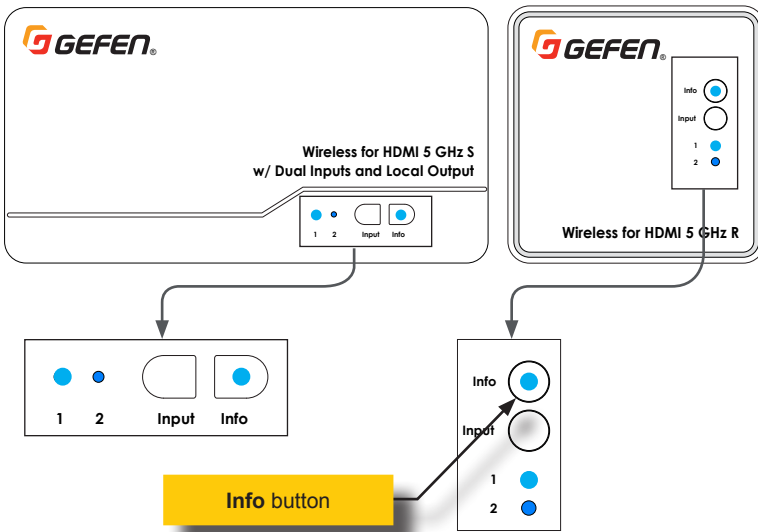 GEFEN®
Wireless for HDMI 5 GHz S
w/ Dual Inputs and Local Output
1 2 Input Info
GEFEN®
Info
Input
1
2
Wireless for HDMI 5 GHz R
1 2 Input Info
Info
Input
1
2
Info button